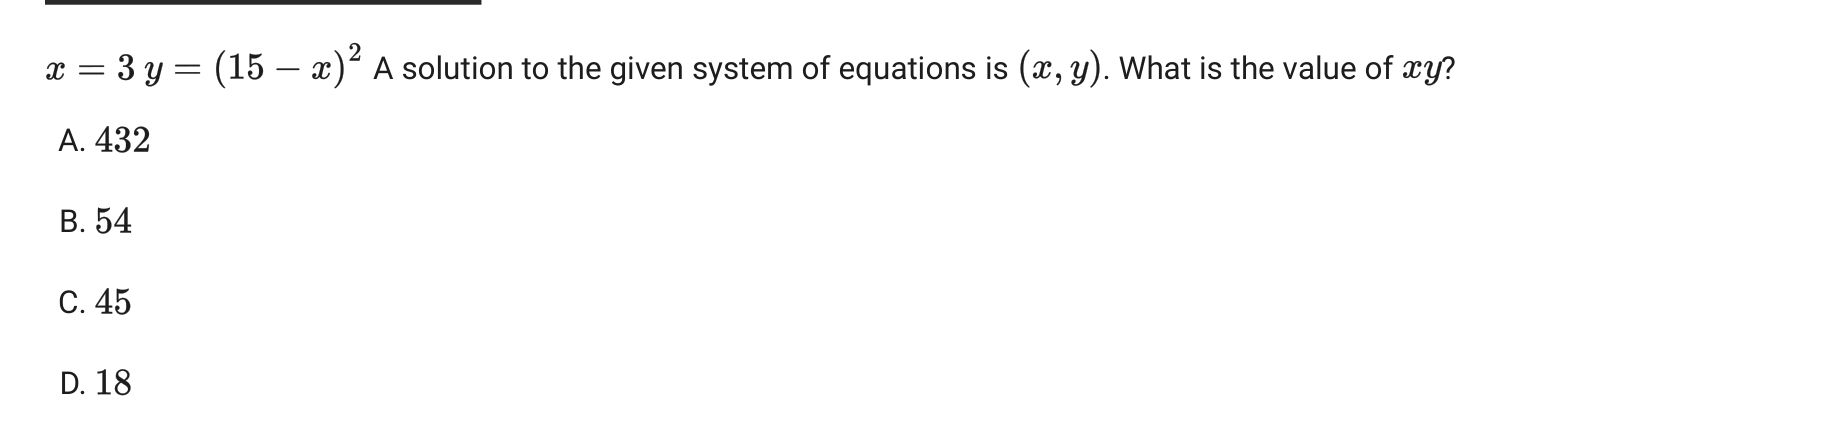 x = 3 y = (15 − x)² A solution to the given system of equations is (x, y). What is the value of xy?
A. 432
B. 54
C. 45
D. 18